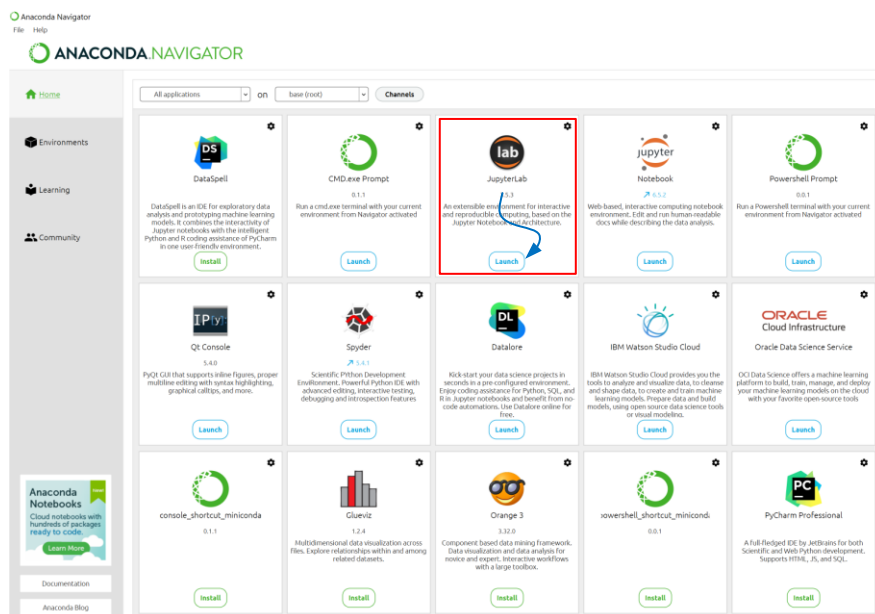 Anaconda Navigator
File Help
ANACONDA.NAVIGATOR
Home
Environments
Learning
Community
All applications on base (root) Channels
DS
DataSpell
DataSpell is an IDE for exploratory data
analysis and prototyping machine learning
models. It combines the interactivity of
Jupyter notebooks with the intelligent
Python and R coding assistance of PyCharm
in one user-friendly environment.
Install
CMD.exe Prompt
0.1.1
Run a cmd.exe terminal with your current
environment from Navigator activated
Launch
lab
JupyterLab
3.5.3
An extensible environment for interactive
and reproducible computing, based on the
Jupyter Notebook and Architecture.
Launch
jupyter
Notebook
6.5.2
Web-based, interactive computing notebook
environment. Edit and run human-readable
docs while describing the data analysis.
Launch
Powershell Prompt
0.0.1
Run a Powershell terminal with your current
environment from Navigator activated
Launch
IP[y]:
Qt Console
5.4.0
PyQt GUI that supports inline figures, proper
multiline editing with syntax highlighting,
graphical calltips, and more.
Launch
Spyder
5.4.1
Scientific PYthon Development
EnviRonment. Powerful Python IDE with
advanced editing, interactive testing,
debugging and introspection features
Launch
DL
Datalore
Kick-start your data science projects in
seconds in a pre-configured environment.
Enjoy coding assistance for Python, SQL, and
R in Jupyter notebooks and benefit from no-
code automations. Use Datalore online for
free.
Launch
IBM Watson Studio Cloud
IBM Watson Studio Cloud provides you the
tools to analyze and visualize data, to cleanse
and shape data, to create and train machine
learning models. Prepare data and build
models, using open source data science tools
or visual modeling.
Launch
ORACLE
Cloud Infrastructure
Oracle Data Science Service
OCI Data Science offers a machine learning
platform to build, train, manage, and deploy
your machine learning models on the cloud
with your favorite open-source tools
Launch
console_shortcut_miniconda
0.1.1
Install
Glueviz
1.2.4
Multidimensional data visualization across
files. Explore relationships within and among
related datasets.
Install
Orange 3
3.32.0
Component based data mining framework.
Data visualization and data analysis for
novice and expert. Interactive workflows
with a large toolbox.
Install
powershell_shortcut_miniconda
0.0.1
Install
PC
PyCharm Professional
A full-fledged IDE by JetBrains for both
Scientific and Web Python development.
Supports HTML, JS, and SQL.
Install
Anaconda
Notebooks
Cloud notebooks with
hundreds of packages
ready to code.
Learn More
Documentation
Anaconda Blog